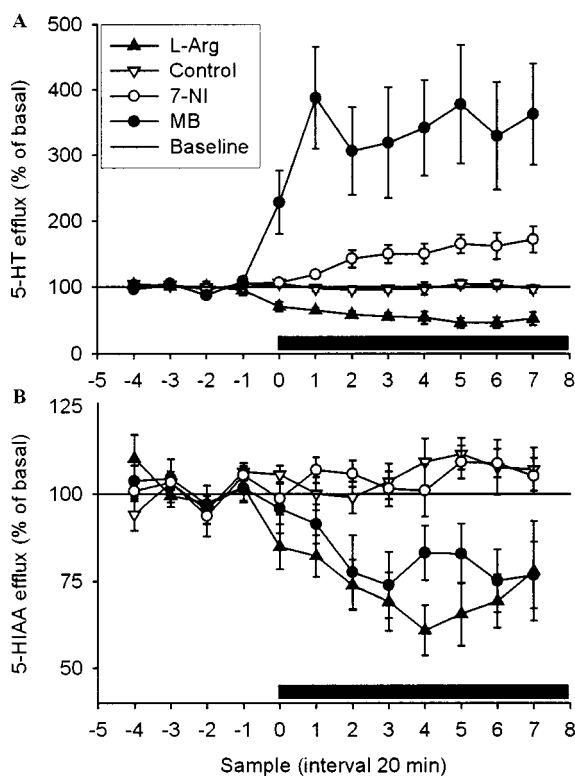 A
L-Arg
Control
7-NI
MB
Baseline
5-HT efflux (% of basal)
500
400
300
200
100
0
-5 -4 -3 -2 -1 0 1 2 3 4 5 6 7 8
B
5-HIAA efflux (% of basal)
125
100
75
50
-5 -4 -3 -2 -1 0 1 2 3 4 5 6 7 8
Sample (interval 20 min)